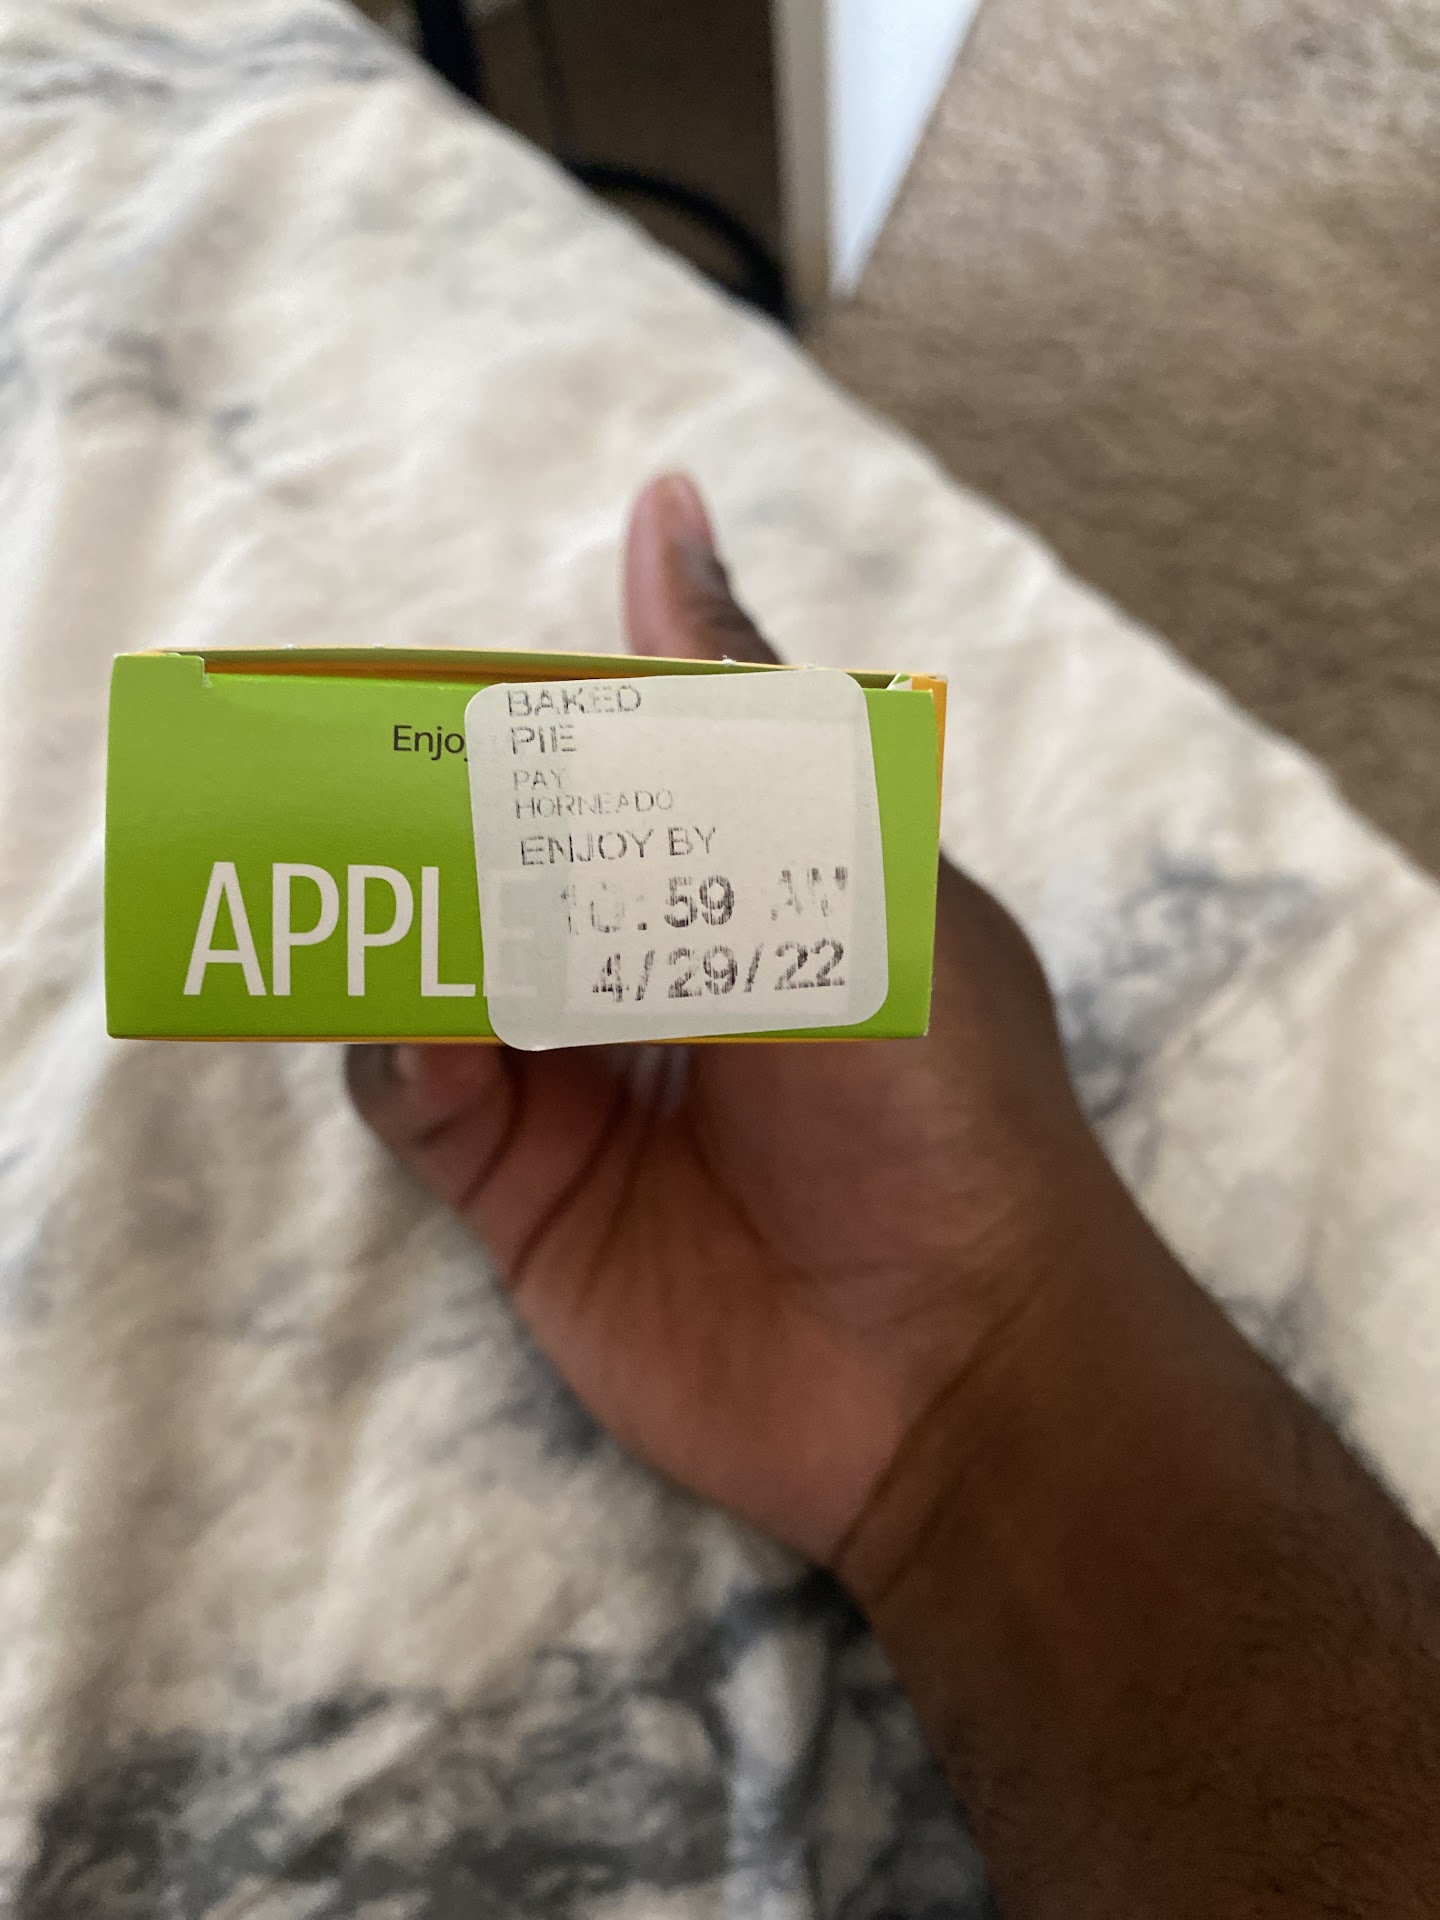 Enjo
APPL
BAKED
PIE
PAY
HORNEADO
ENJOY BY
10:59 AM
4/29/22